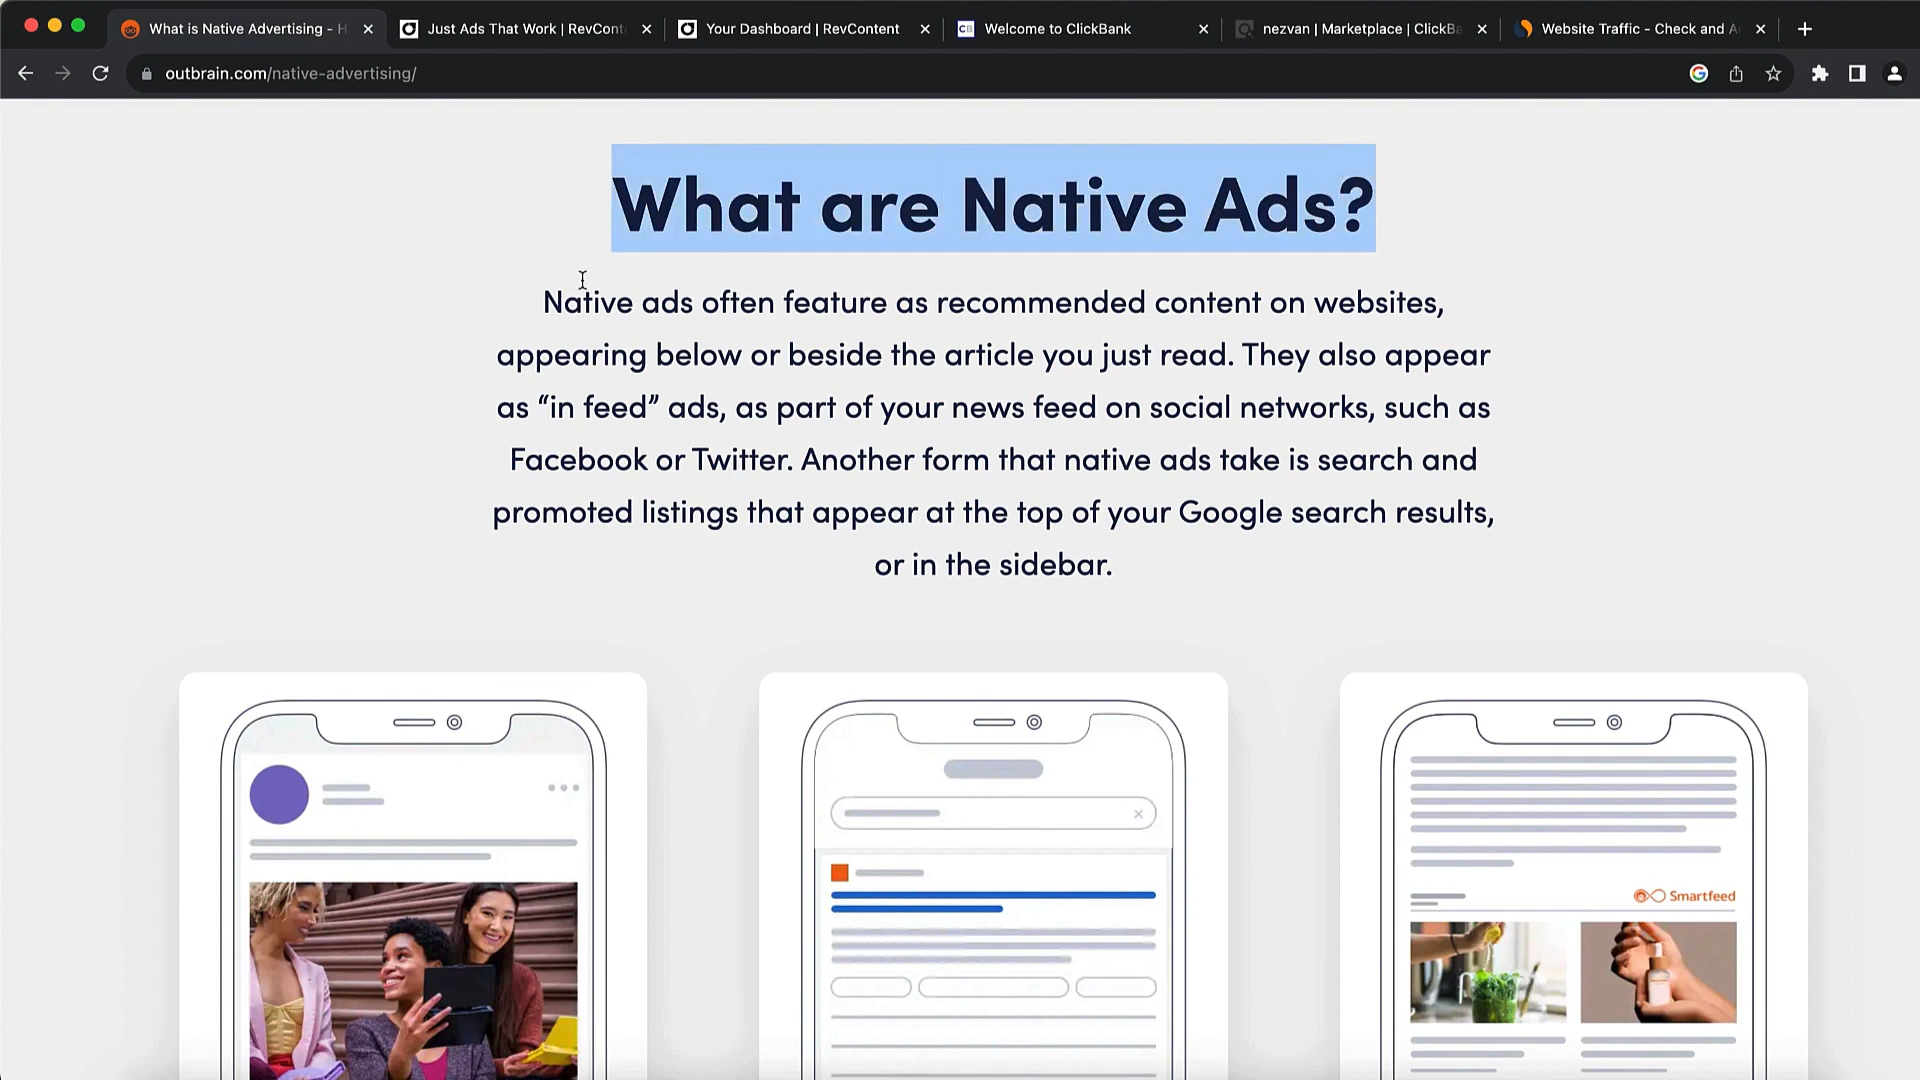 What is Native Advertising - H
Just Ads That Work | RevCont
Your Dashboard | RevContent
CB
Welcome to ClickBank
nezvan | Marketplace | ClickBa
Website Traffic - Check and A
outbrain.com/native-advertising/
What are Native Ads?
Native ads often feature as recommended content on websites,
appearing below or beside the article you just read. They also appear
as “in feed” ads, as part of your news feed on social networks, such as
Facebook or Twitter. Another form that native ads take is search and
promoted listings that appear at the top of your Google search results,
or in the sidebar.
Smartfeed